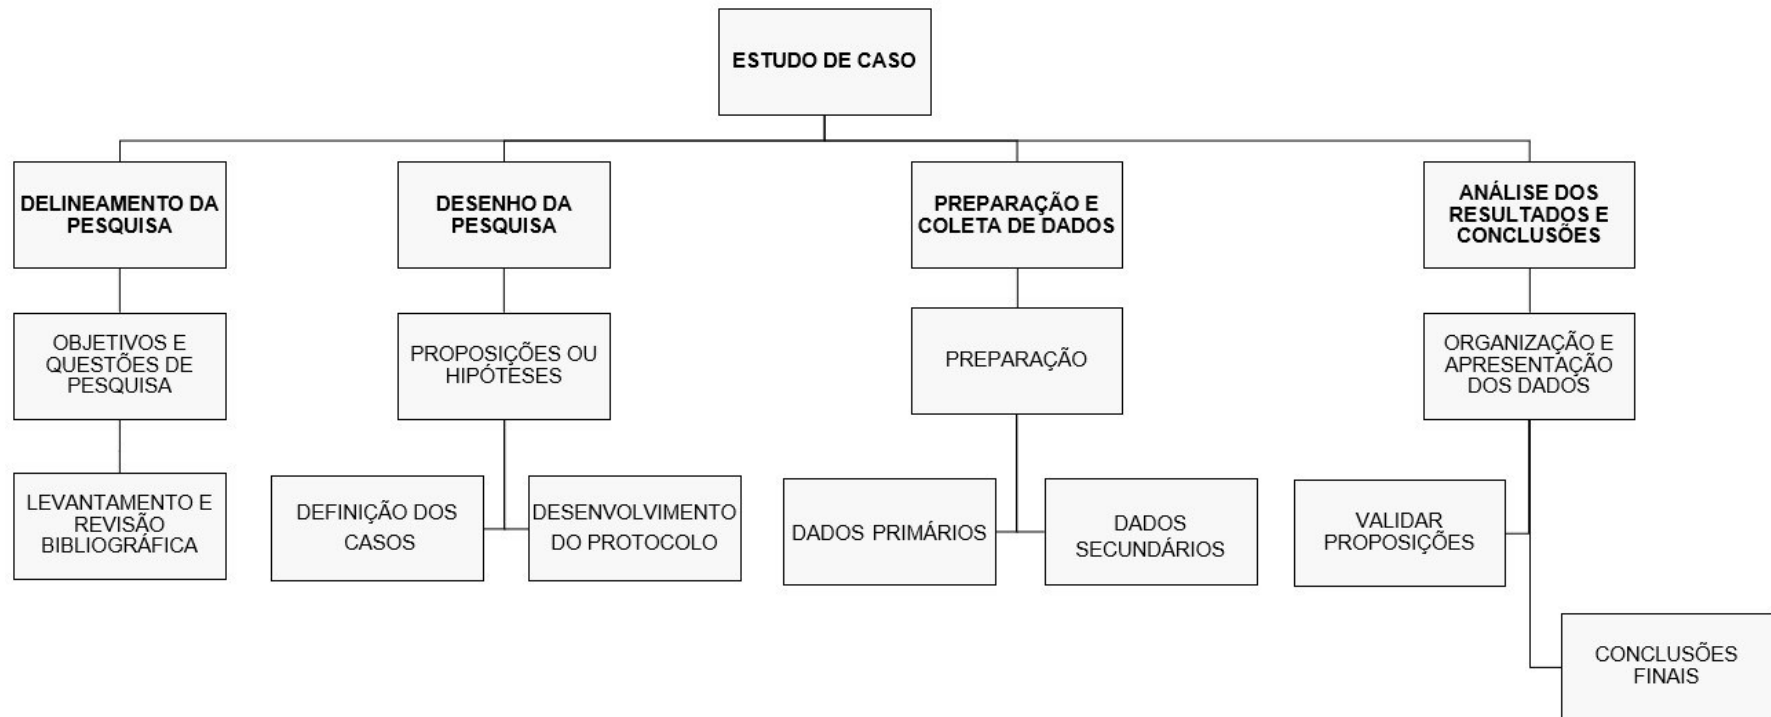 ESTUDO DE CASO
DELINEAMENTO DA
PESQUISA
DESENHO DA
PESQUISA
PREPARAÇÃO E
COLETA DE DADOS
ANÁLISE DOS
RESULTADOS E
CONCLUSÕES
OBJETIVOS E
QUESTÕES DE
PESQUISA
PROPOSIÇÕES OU
HIPÓTESES
PREPARAÇÃO
ORGANIZAÇÃO E
APRESENTAÇÃO
DOS DADOS
LEVANTAMENTO E
REVISÃO
BIBLIOGRÁFICA
DEFINIÇÃO DOS
CASOS
DESENVOLVIMENTO
DO PROTOCOLO
DADOS PRIMÁRIOS
DADOS
SECUNDÁRIOS
VALIDAR
PROPOSIÇÕES
CONCLUSÕES
FINAIS